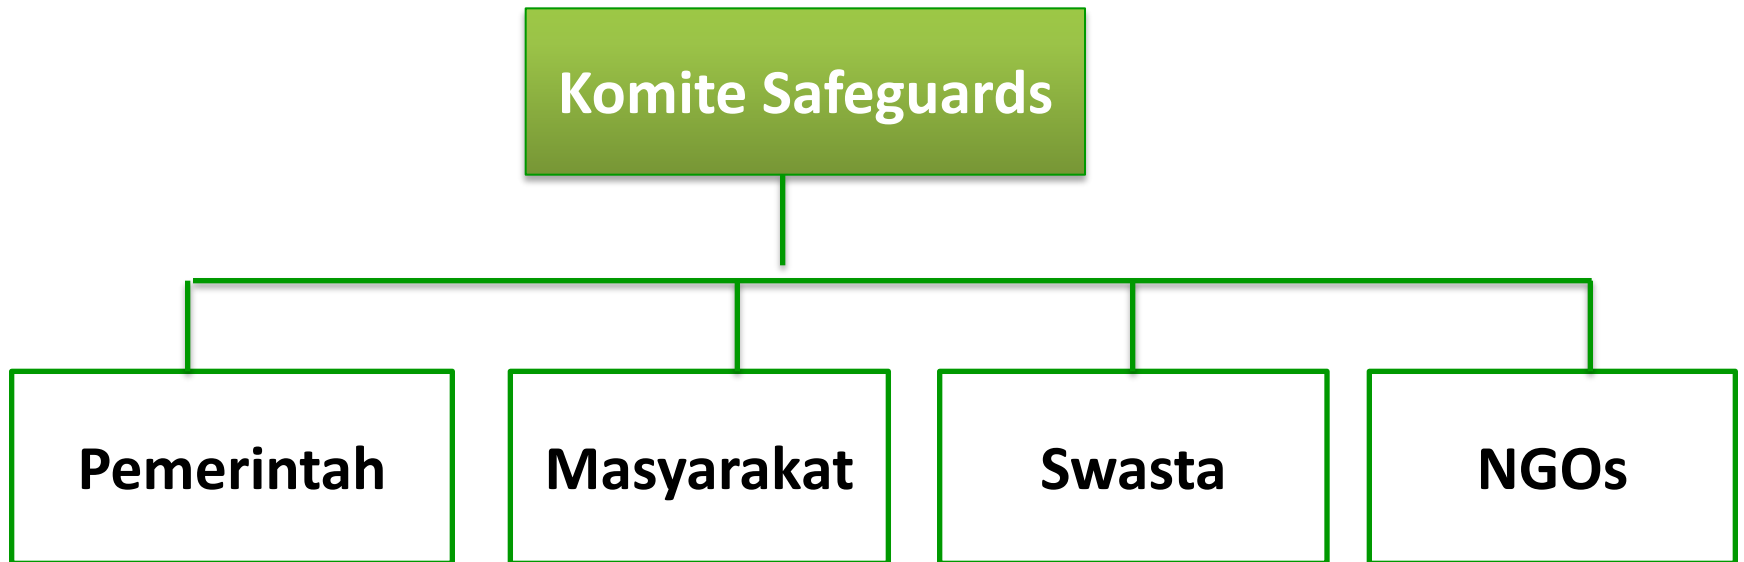 Komite Safeguards
Pemerintah
Masyarakat
Swasta
NGOs